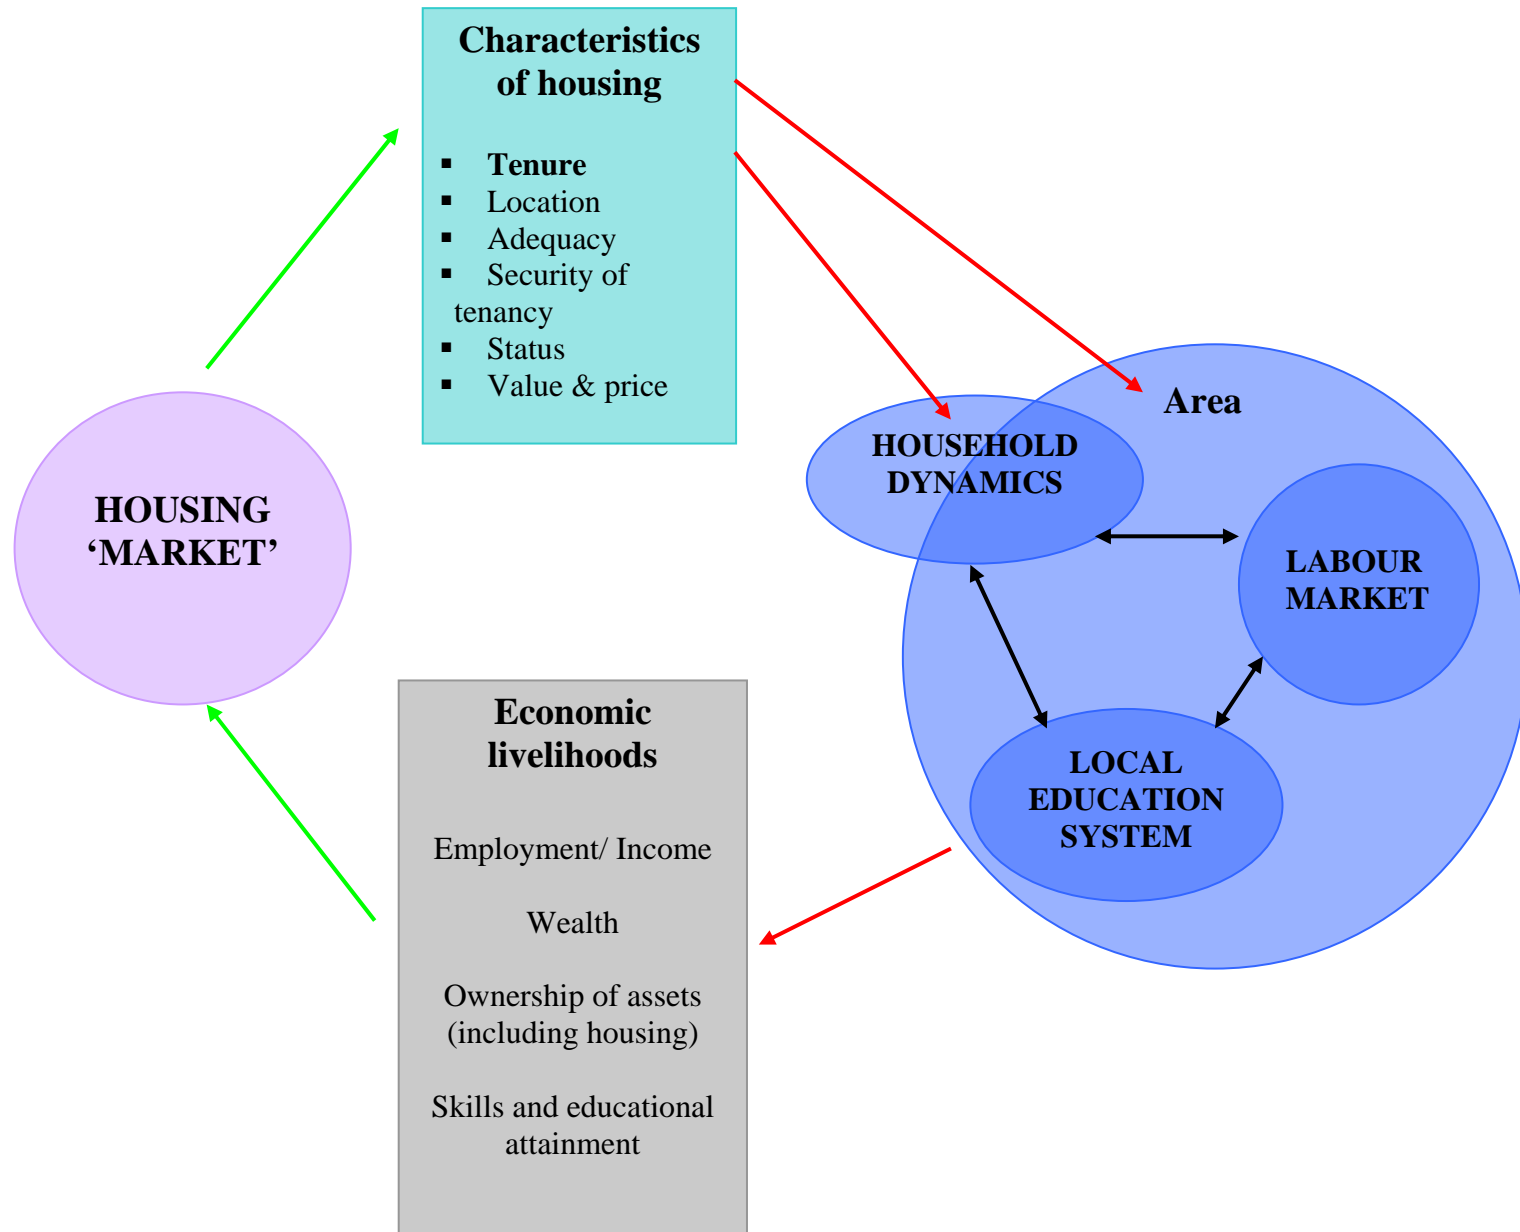 Characteristics
of housing
▪ Tenure
▪ Location
▪ Adequacy
▪ Security of
tenancy
▪ Status
▪ Value & price
Area
HOUSEHOLD
DYNAMICS
HOUSING
‘MARKET’
LABOUR
MARKET
Economic
livelihoods
Employment/ Income
Wealth
Ownership of assets
(including housing)
Skills and educational
attainment
LOCAL
EDUCATION
SYSTEM